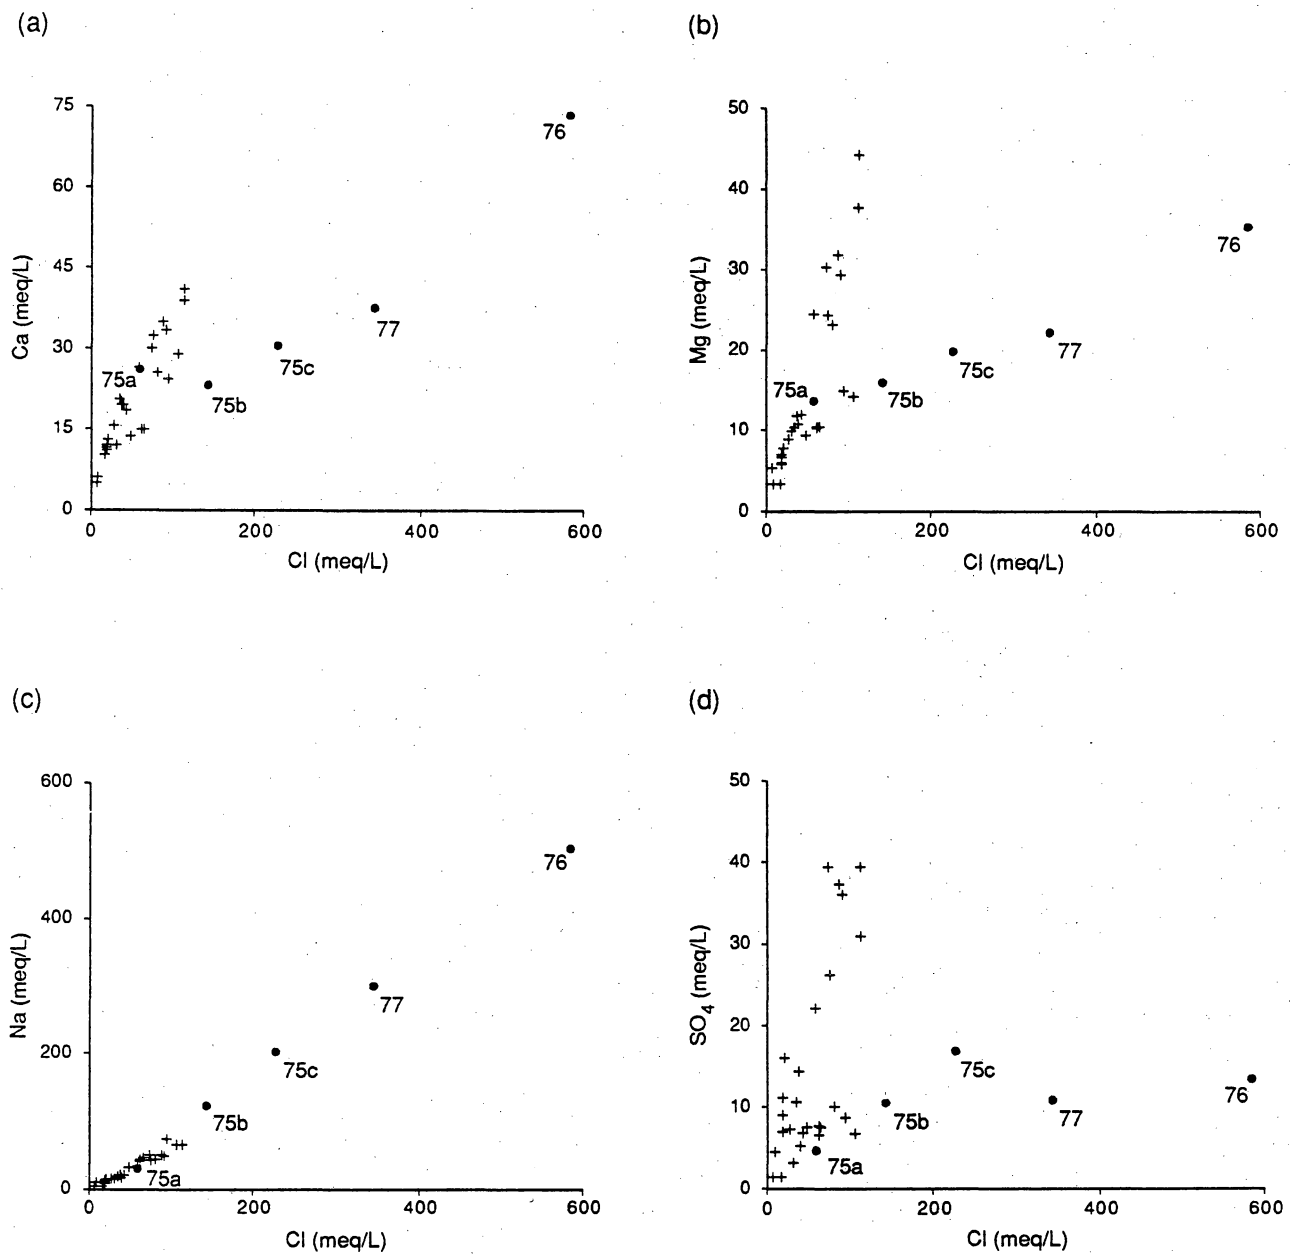 (a)
75
60
45
30
15
0
Ca (meq/L)
76
77
75c
75a
75b
0 200 400 600
Cl (meq/L)
(b)
50
40
30
20
10
0
Mg (meq/L)
76
77
75c
75a
75b
0 200 400 600
Cl (meq/L)
(c)
600
400
200
0
Na (meq/L)
76
77
75c
75b
75a
0 200 400 600
Cl (meq/L)
(d)
50
40
30
20
10
0
SO4 (meq/L)
75c
76
77
75b
75a
0 200 400 600
Cl (meq/L)